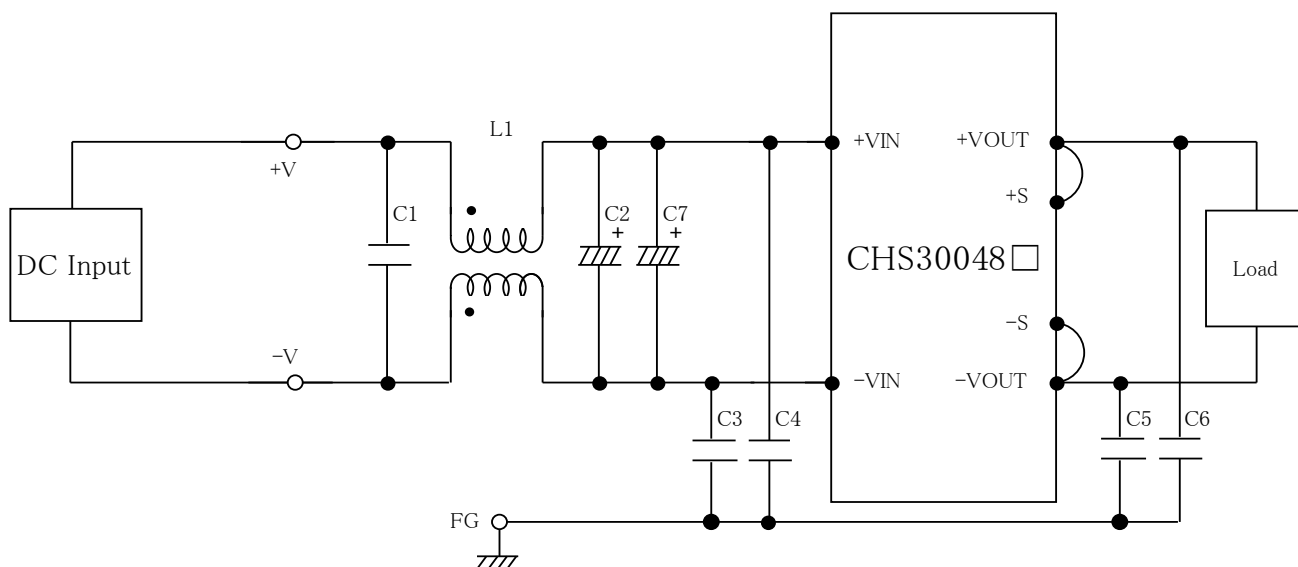 L1
+VIN
+VOUT
+V
+S
C1
C2
+
C7
+
DC Input
CHS30048□
Load
-S
-V
-VIN
-VOUT
C3
C4
C5
C6
FG